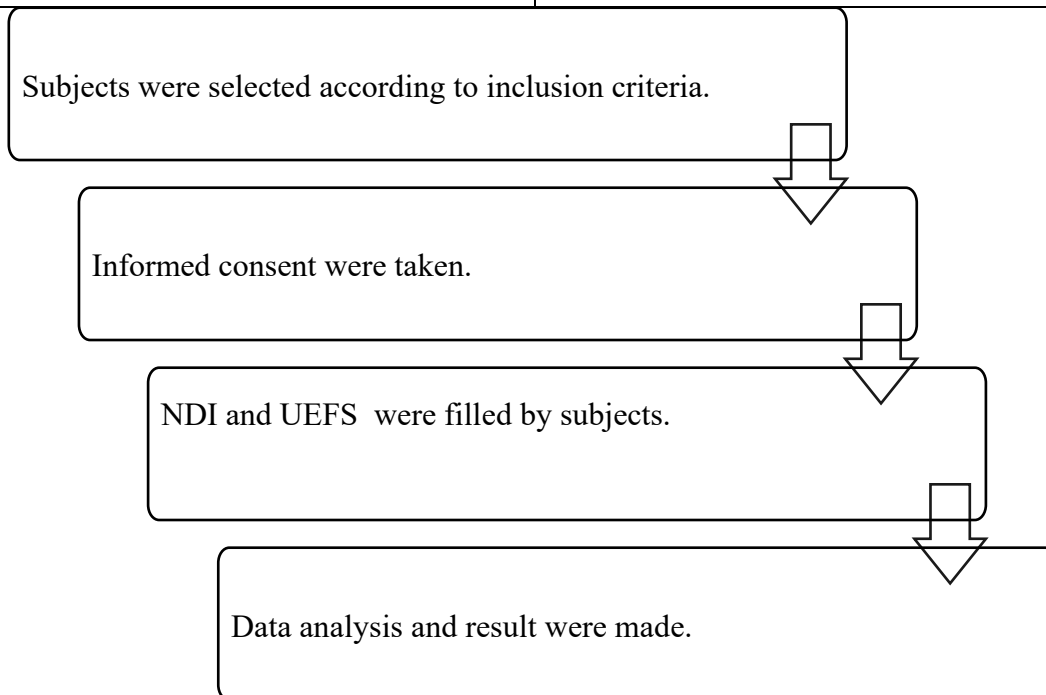 Subjects were selected according to inclusion criteria.
Informed consent were taken.
NDI and UEFS  were filled by subjects.
Data analysis and result were made.